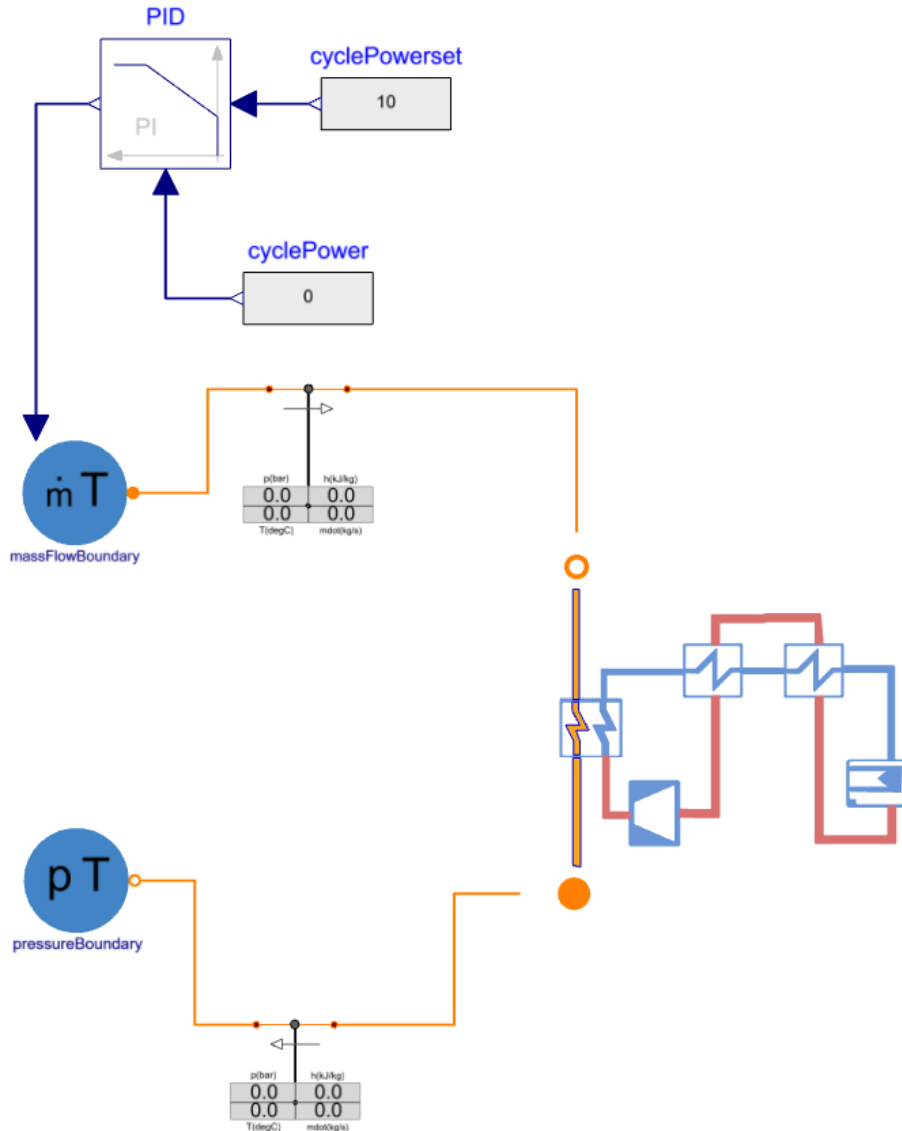 PID
cyclePowerset
10
PI
cyclePower
0
p(bar) h(kJ/kg)
0.0 0.0
0.0 0.0
T(degC) mdot(kg/s)
ṁ T
massFlowBoundary
p T
pressureBoundary
p(bar) h(kJ/kg)
0.0 0.0
0.0 0.0
T(degC) mdot(kg/s)